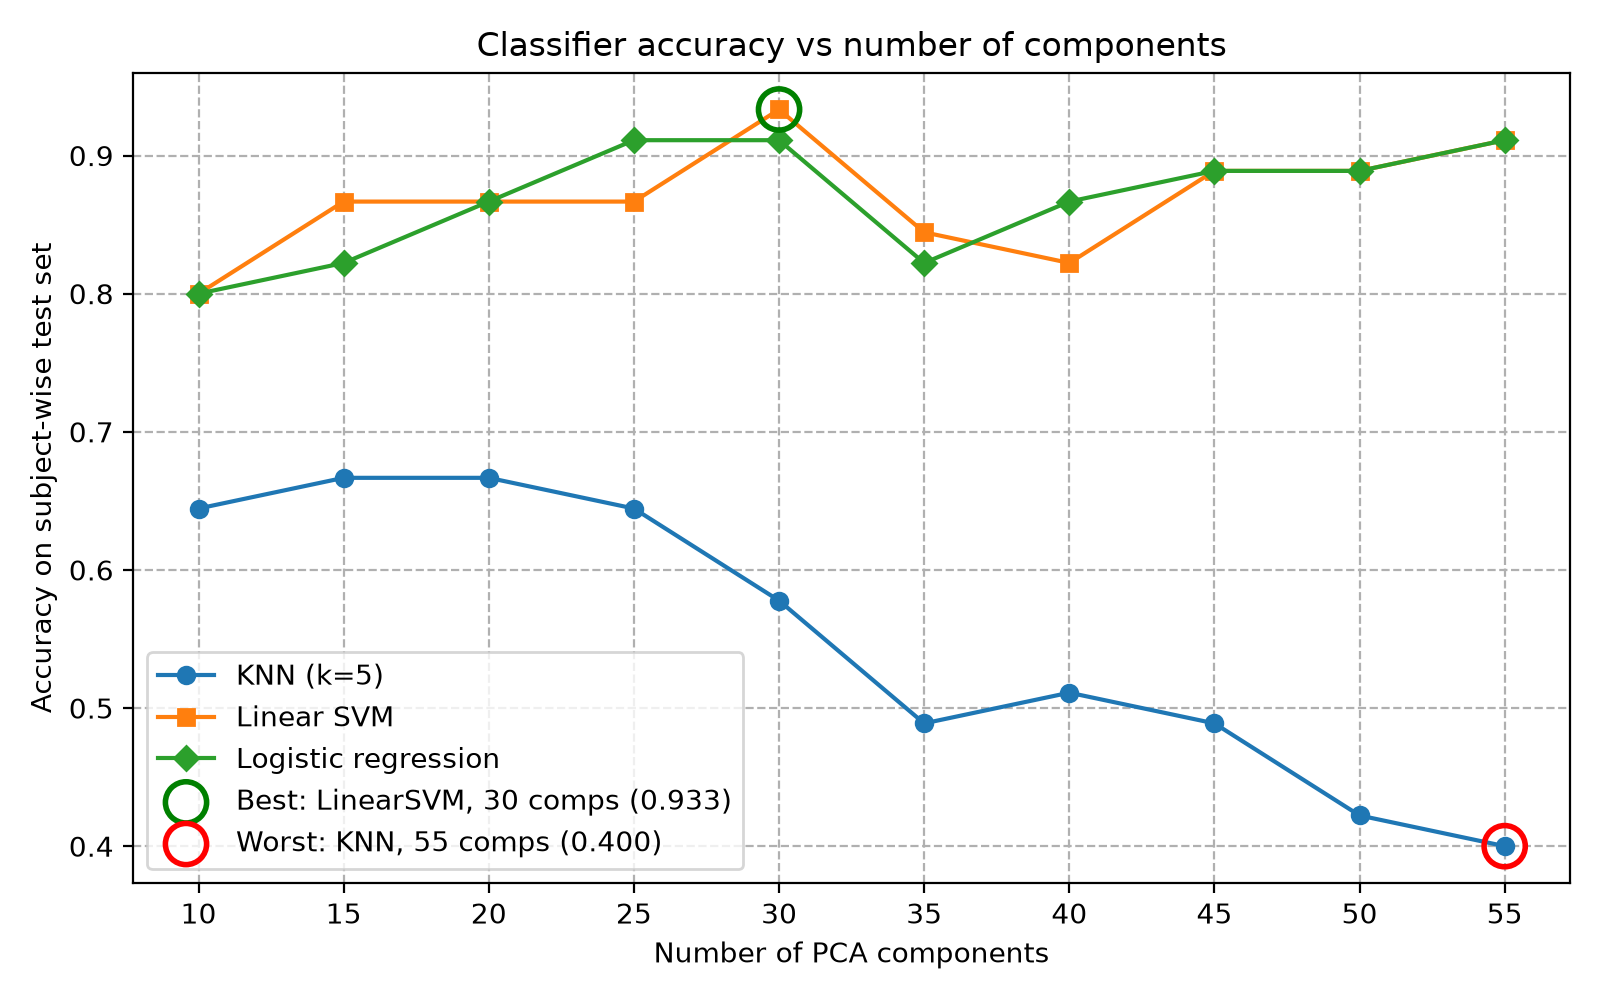 Classifier accuracy vs number of components
Accuracy on subject-wise test set
0.9
0.8
0.7
0.6
0.5
0.4
KNN (k=5)
Linear SVM
Logistic regression
Best: LinearSVM, 30 comps (0.933)
Worst: KNN, 55 comps (0.400)
10 15 20 25 30 35 40 45 50 55
Number of PCA components